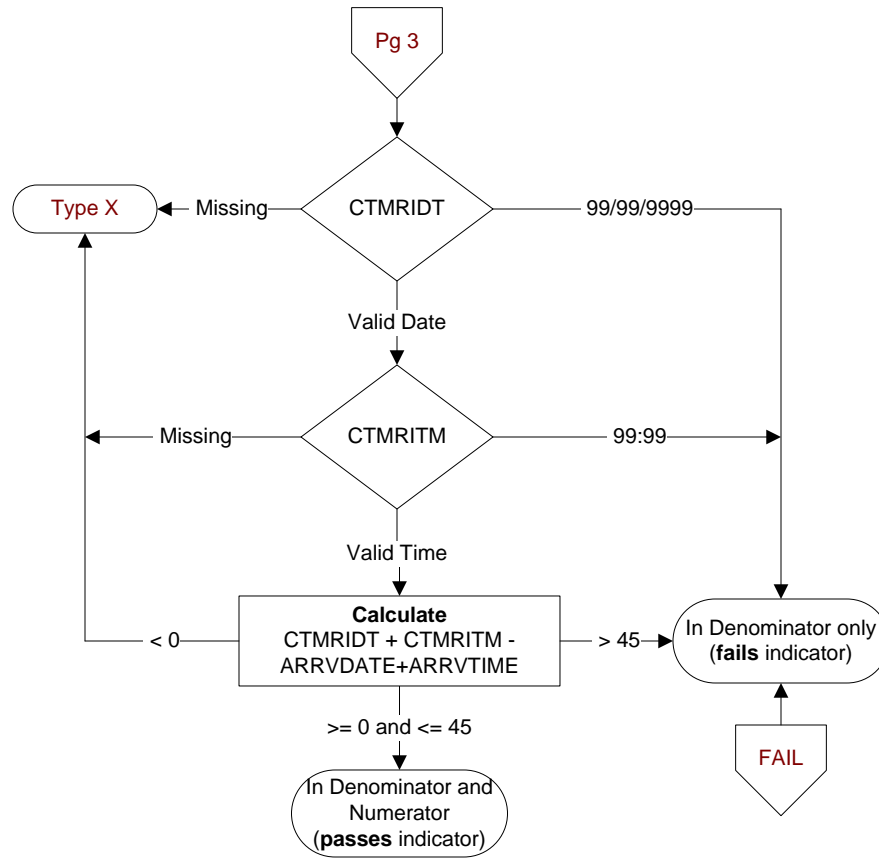 Pg 3
Type X
Missing
CTMRIDT
99/99/9999
Valid Date
Missing
CTMRITM
99:99
Valid Time
< 0
Calculate
CTMRIDT + CTMRITM -
ARRVDATE+ARRVTIME
> 45
In Denominator only
(fails indicator)
>= 0 and <= 45
FAIL
In Denominator and
Numerator
(passes indicator)